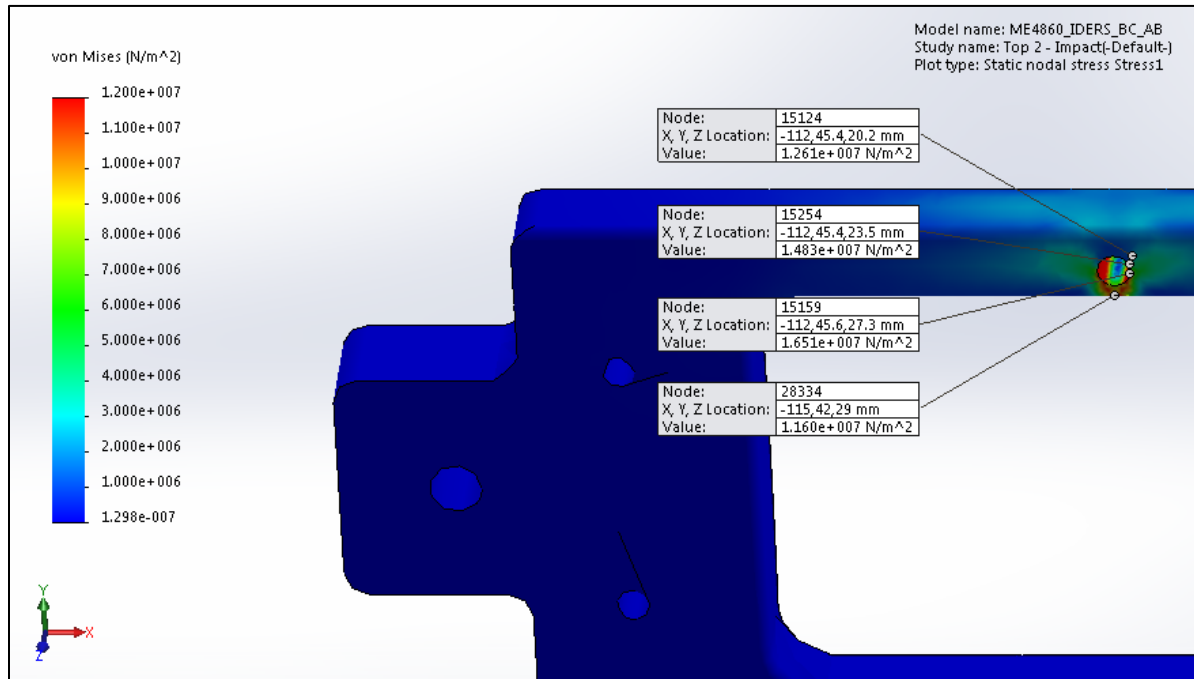 Model name: ME4860_IDERS_BC_AB
Study name: Top 2 - Impact(-Default-)
Plot type: Static nodal stress Stress1
von Mises (N/m^2)
1.200e+007
1.100e+007
1.000e+007
9.000e+006
8.000e+006
7.000e+006
6.000e+006
5.000e+006
4.000e+006
3.000e+006
2.000e+006
1.000e+006
1.298e-007
Node: 15124
X, Y, Z Location: -112,45.4,20.2 mm
Value: 1.261e+007 N/m^2
Node: 15254
X, Y, Z Location: -112,45.4,23.5 mm
Value: 1.483e+007 N/m^2
Node: 15159
X, Y, Z Location: -112,45.6,27.3 mm
Value: 1.651e+007 N/m^2
Node: 28334
X, Y, Z Location: -115,42,29 mm
Value: 1.160e+007 N/m^2
Y
X
Z